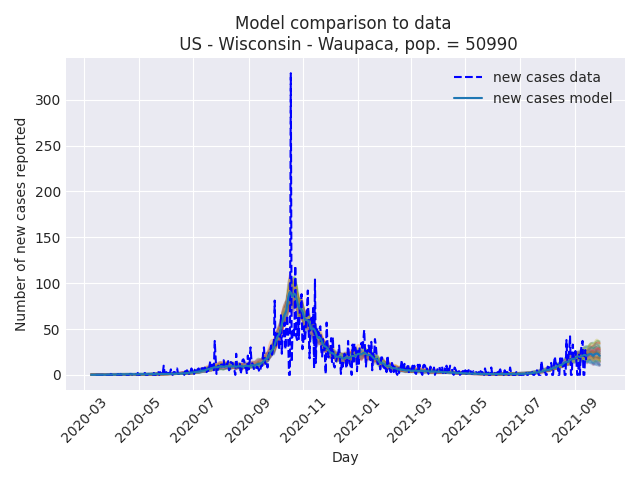 Model comparison to data
US - Wisconsin - Waupaca, pop. = 50990
new cases data
new cases model
Number of new cases reported
300
250
200
150
100
50
0
2020-03
2020-05
2020-07
2020-09
2020-11
2021-01
2021-03
2021-05
2021-07
2021-09
Day